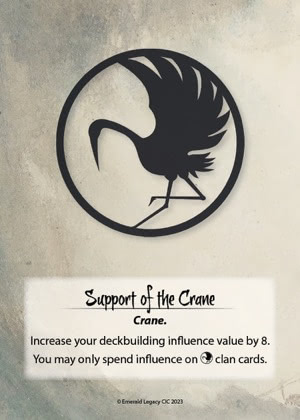 Support of the Crane
Crane.
Increase your deckbuilding influence value by 8.
You may only spend influence on clan cards.
© Emerald Legacy CIC 2023